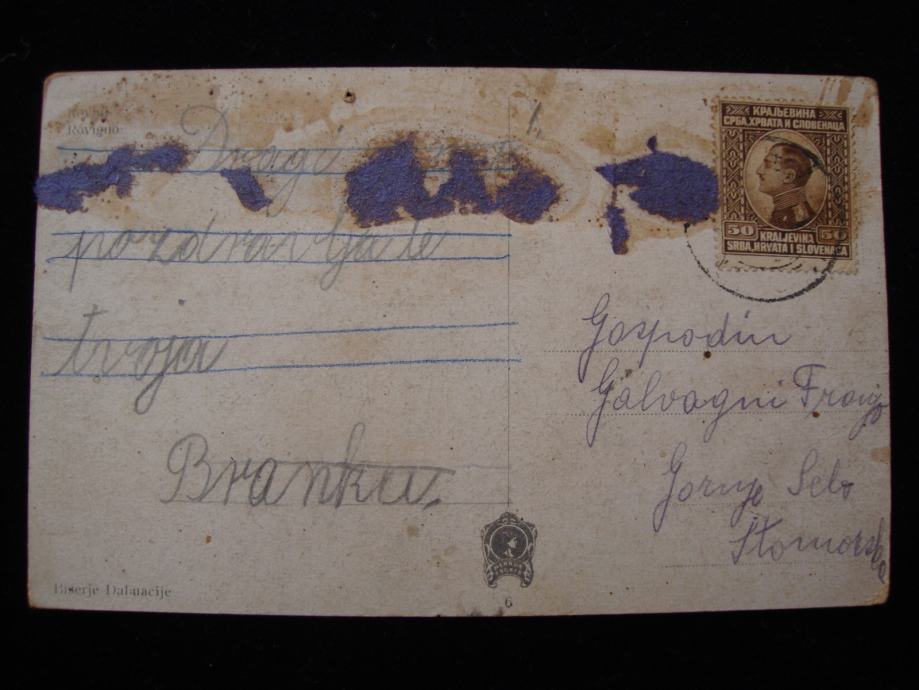 Rovigno
Dragi
pozdravlja te
tvoja
Branka
Biserje Dalmacije
6
КРАЉЕВИНА
СРБА, ХРВАТА И СЛОВЕНАЦА
50 50
KRALJEVINA
SRBA, HRVATA I SLOVENACA
Gospodin
Galvagni Franjo
Gornje Selo
Stomorska